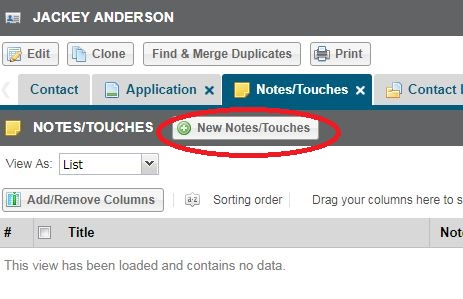 JACKEY ANDERSON
Edit Clone Find & Merge Duplicates Print
Contact Application × Notes/Touches × Contact
NOTES/TOUCHES New Notes/Touches
View As: List
Add/Remove Columns a-z Sorting order Drag your columns here to s
# Title Not
This view has been loaded and contains no data.